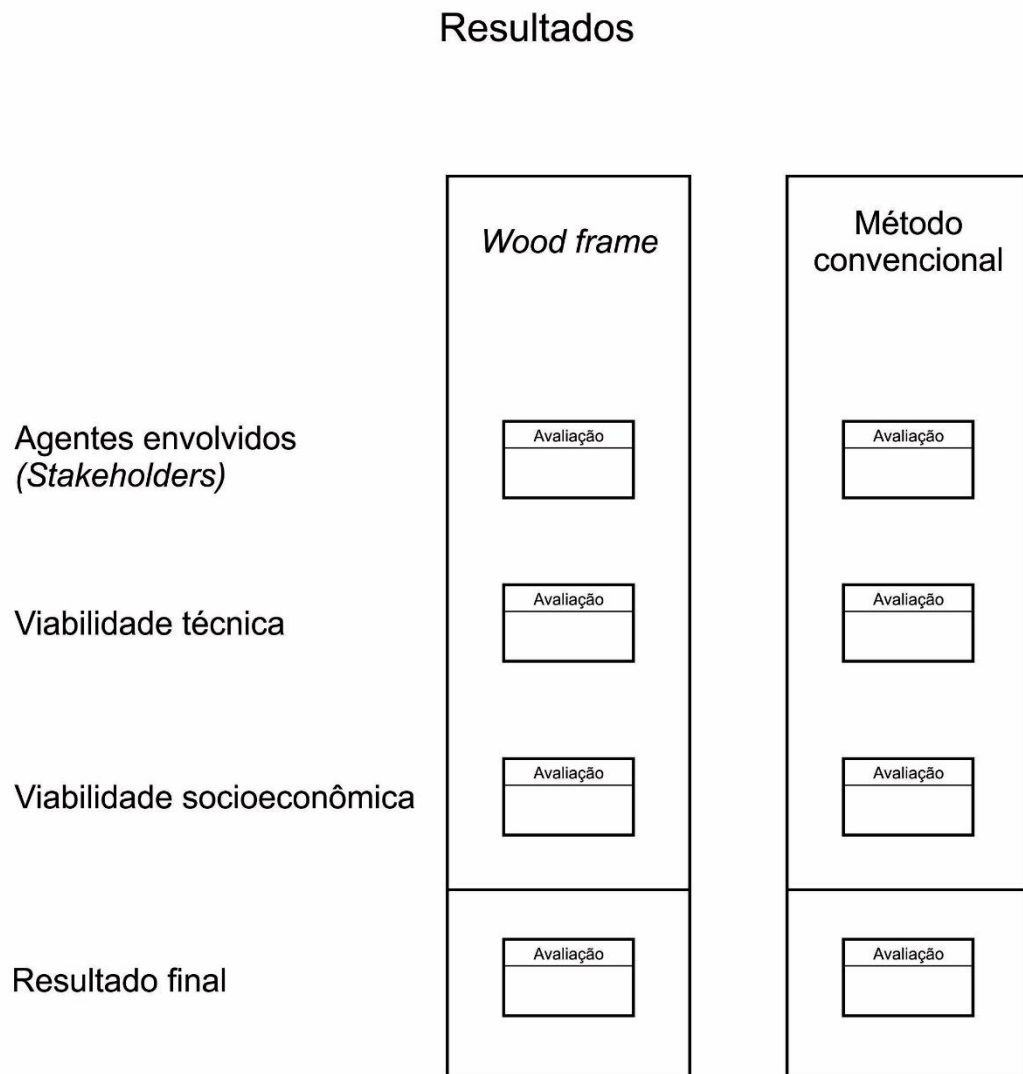 Resultados
Wood frame
Método
convencional
Agentes envolvidos
(Stakeholders)
Avaliação
Avaliação
Viabilidade técnica
Avaliação
Avaliação
Viabilidade socioeconômica
Avaliação
Avaliação
Resultado final
Avaliação
Avaliação